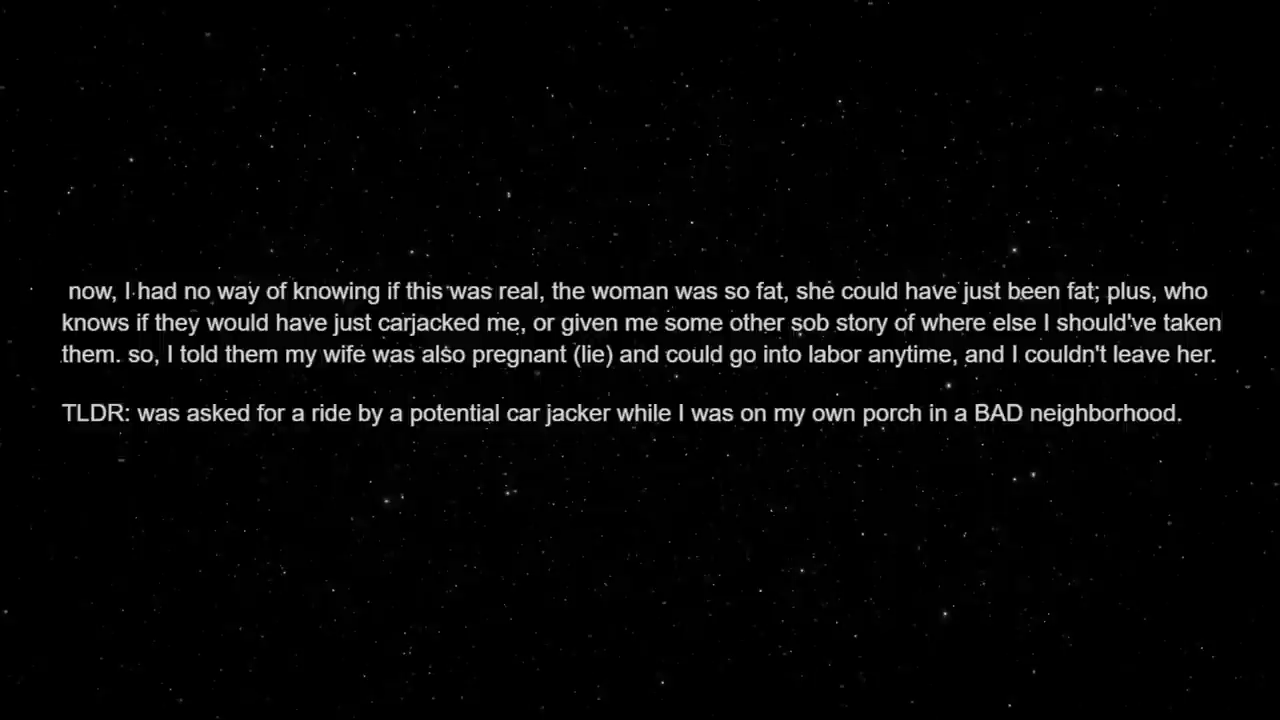 now, I had no way of knowing if this was real, the woman was so fat, she could have just been fat; plus, who
knows if they would have just carjacked me, or given me some other sob story of where else I should've taken
them. so, I told them my wife was also pregnant (lie) and could go into labor anytime, and I couldn't leave her.
TLDR: was asked for a ride by a potential car jacker while I was on my own porch in a BAD neighborhood.